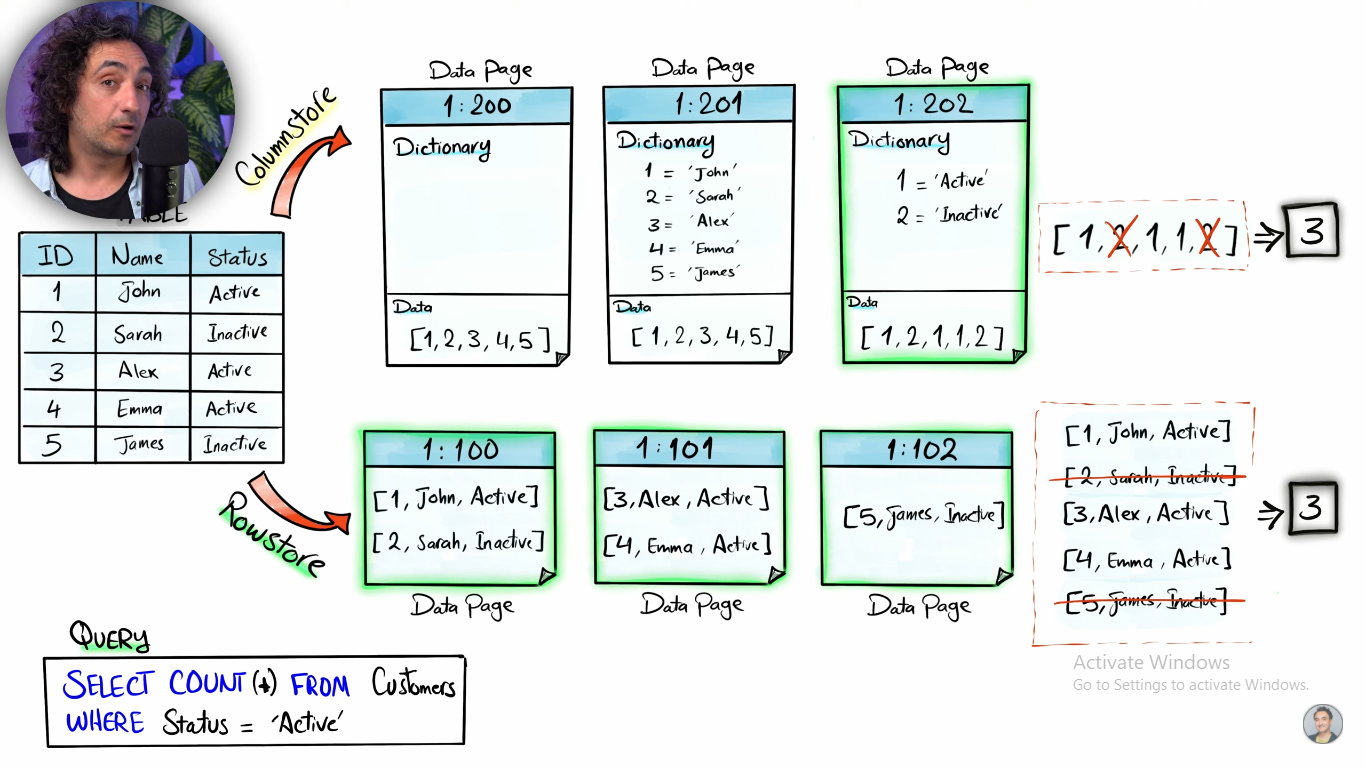 Data Page
Data Page
Data Page
Columnstore
1:200
Dictionary
Data
[1,2,3,4,5]
1:201
Dictionary
1 = 'John'
2 = 'Sarah'
3 = 'Alex'
4 = 'Emma'
5 = 'James'
Data
[1,2,3,4,5]
1:202
Dictionary
1 = 'Active'
2 = 'Inactive'
Data
[1,2,1,1,2]
[1,2,1,1,2] ⇒ 3
TABLE
ID Name Status
1 John Active
2 Sarah Inactive
3 Alex Active
4 Emma Active
5 James Inactive
Rowstore
1:100
[1, John, Active]
[2, Sarah, Inactive]
Data Page
1:101
[3, Alex, Active]
[4, Emma, Active]
Data Page
1:102
[5, James, Inactive]
Data Page
[1, John, Active]
[2, Sarah, Inactive]
[3, Alex, Active]
[4, Emma, Active]
[5, James, Inactive]
⇒ 3
QUERY
SELECT COUNT(*) FROM Customers
WHERE Status = 'Active'
Activate Windows
Go to Settings to activate Windows.